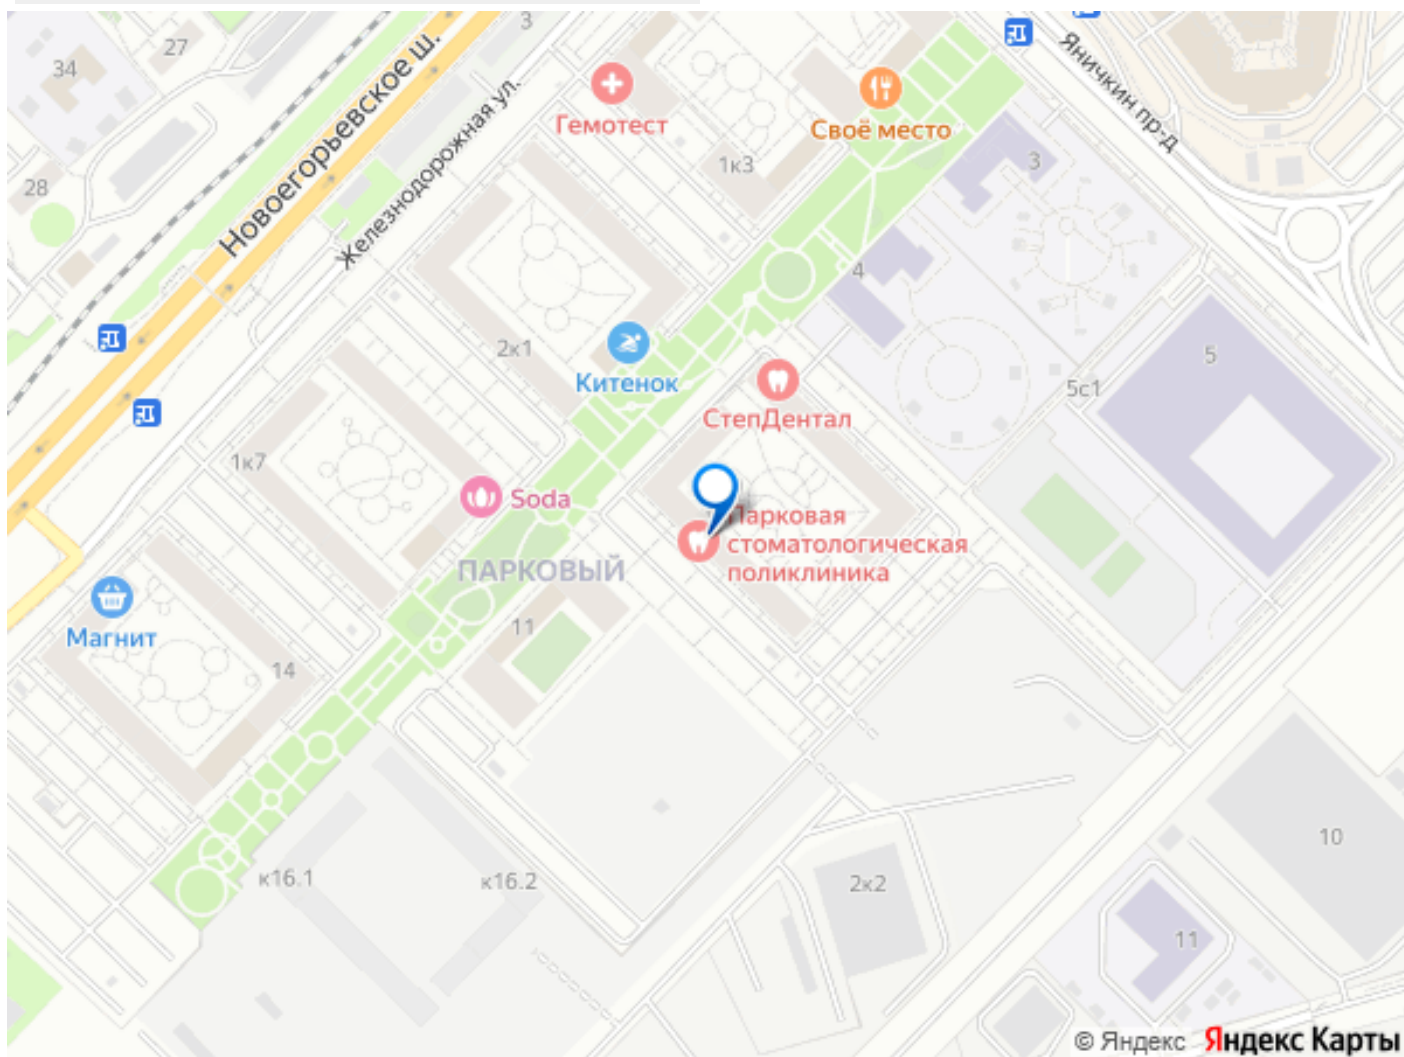 3
27
34
Новоегорьевское ш.
Железнодорожная ул.
Яничкин пр-д
Гемотест
Своё место
1к3
3
28
4
2к1
Китенок
5
5с1
СтепДентал
1к7
Soda
Парковая
стоматологическая
поликлиника
ПАРКОВЫЙ
Магнит
11
14
10
к16.1
к16.2
2к2
11
© Яндекс Яндекс Карты